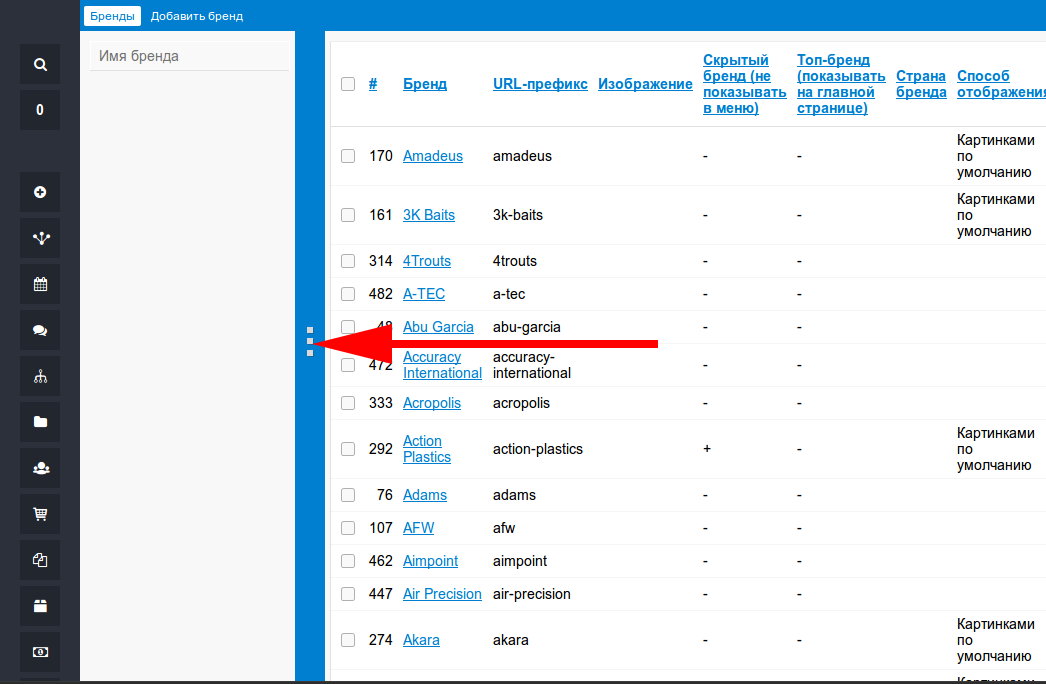 Бренды Добавить бренд
Имя бренда
0
# Бренд URL-префикс Изображение Скрытый бренд (не показывать в меню) Топ-бренд (показывать на главной странице) Страна бренда Способ отображения
170 Amadeus amadeus - - Картинками по умолчанию
161 3K Baits 3k-baits - - Картинками по умолчанию
314 4Trouts 4trouts - -
482 A-TEC a-tec - -
48 Abu Garcia abu-garcia - -
472 Accuracy International accuracy-international - -
333 Acropolis acropolis - -
292 Action Plastics action-plastics + - Картинками по умолчанию
76 Adams adams - -
107 AFW afw - -
462 Aimpoint aimpoint - -
447 Air Precision air-precision - -
274 Akara akara - - Картинками по умолчанию